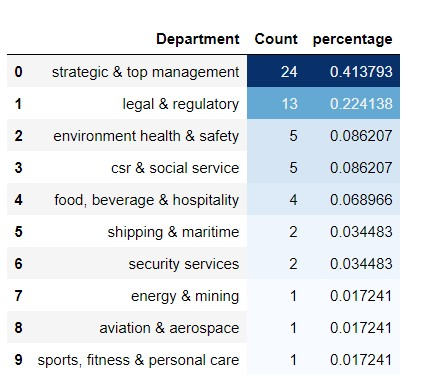 Department Count percentage
0 strategic & top management 24 0.413793
1 legal & regulatory 13 0.224138
2 environment health & safety 5 0.086207
3 csr & social service 5 0.086207
4 food, beverage & hospitality 4 0.068966
5 shipping & maritime 2 0.034483
6 security services 2 0.034483
7 energy & mining 1 0.017241
8 aviation & aerospace 1 0.017241
9 sports, fitness & personal care 1 0.017241